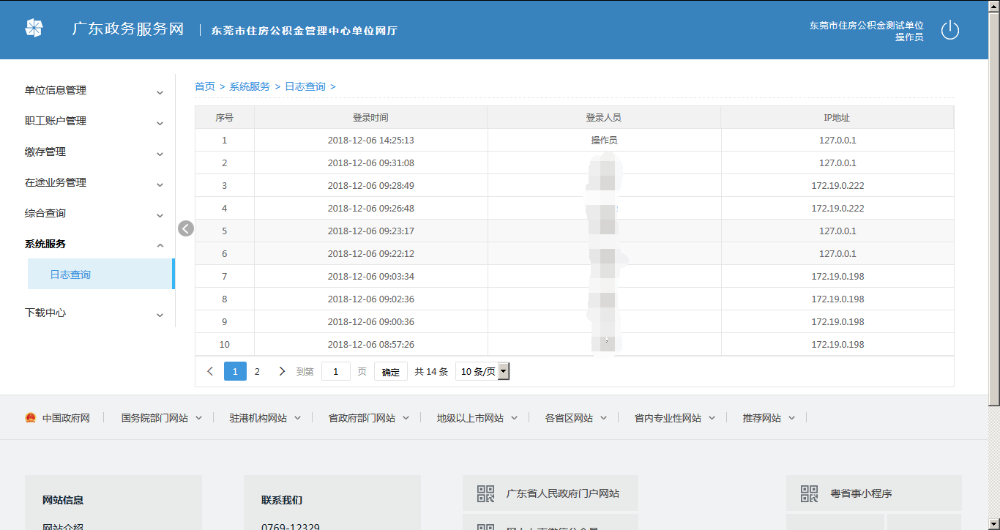 广东政务服务网 东莞市住房公积金管理中心单位网厅
东莞市住房公积金测试单位
操作员
单位信息管理
职工账户管理
缴存管理
在途业务管理
综合查询
系统服务
日志查询
下载中心
首页 > 系统服务 > 日志查询 >
序号 登录时间 登录人员 IP地址
1 2018-12-06 14:25:13 操作员 127.0.0.1
2 2018-12-06 09:31:08 127.0.0.1
3 2018-12-06 09:28:49 172.19.0.222
4 2018-12-06 09:26:48 172.19.0.222
5 2018-12-06 09:23:17 127.0.0.1
6 2018-12-06 09:22:12 127.0.0.1
7 2018-12-06 09:03:34 172.19.0.198
8 2018-12-06 09:02:36 172.19.0.198
9 2018-12-06 09:00:36 172.19.0.198
10 2018-12-06 08:57:26 172.19.0.198
1 2 到第 1 页 确定 共 14 条 10 条/页
中国政府网 国务院部门网站 驻港机构网站 省政府部门网站 地级以上市网站 各省区网站 省内专业性网站 推荐网站
网站信息
网站介绍
联系我们
0769-12329
广东省人民政府门户网站
粤省事小程序